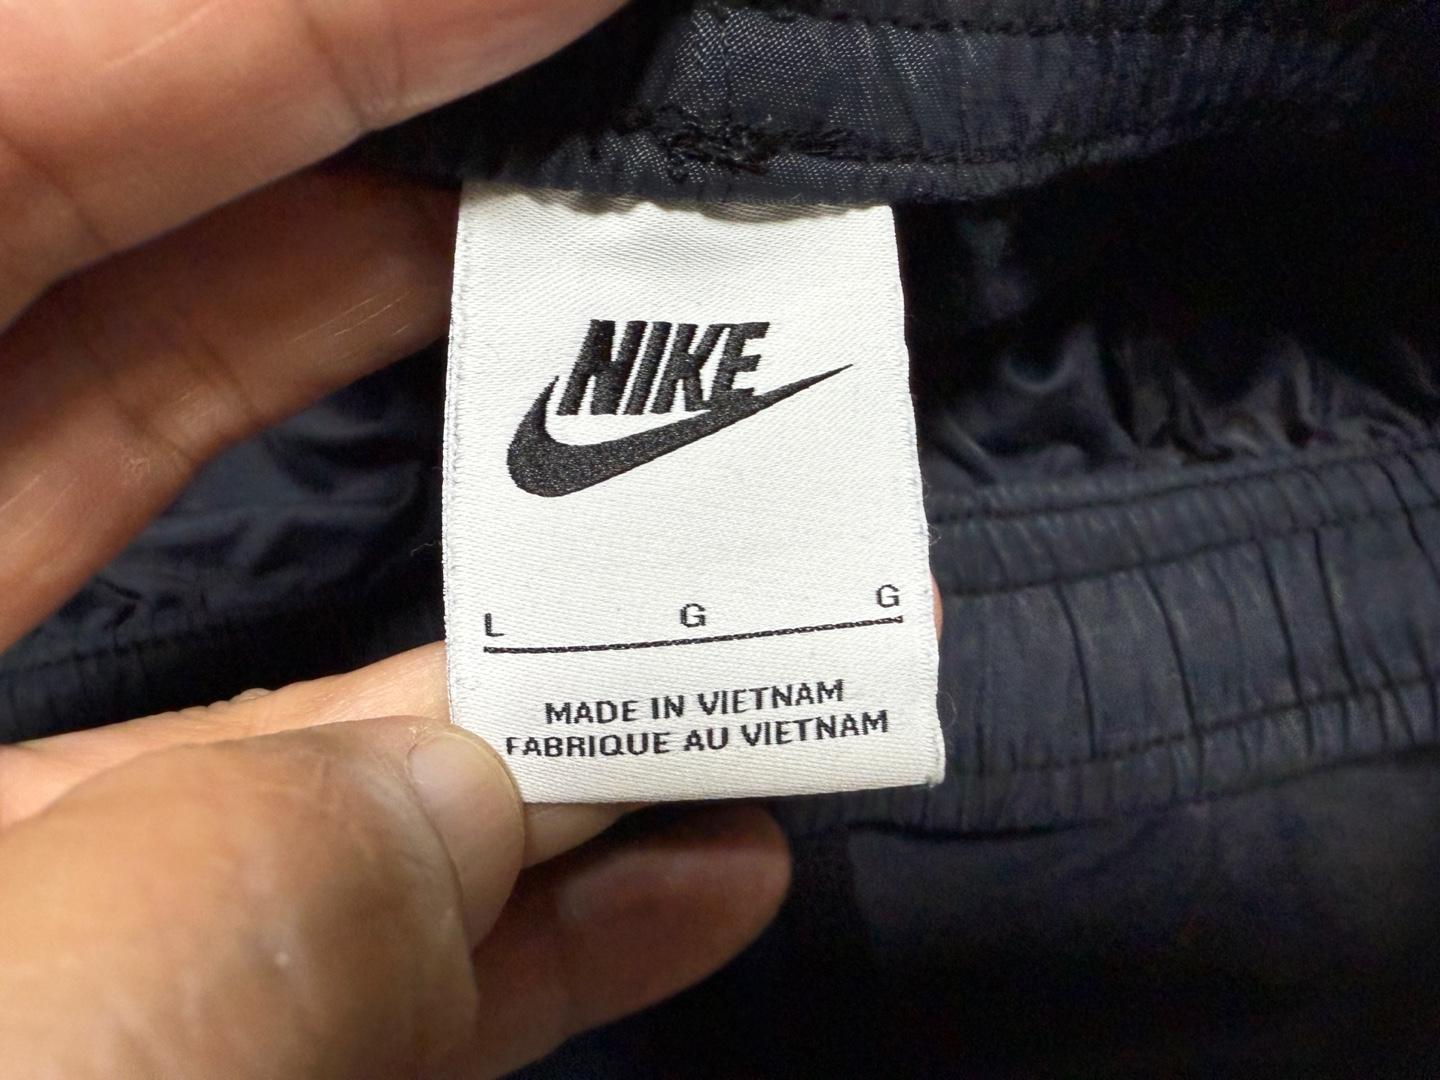 NIKE
L G G
MADE IN VIETNAM
FABRIQUE AU VIETNAM